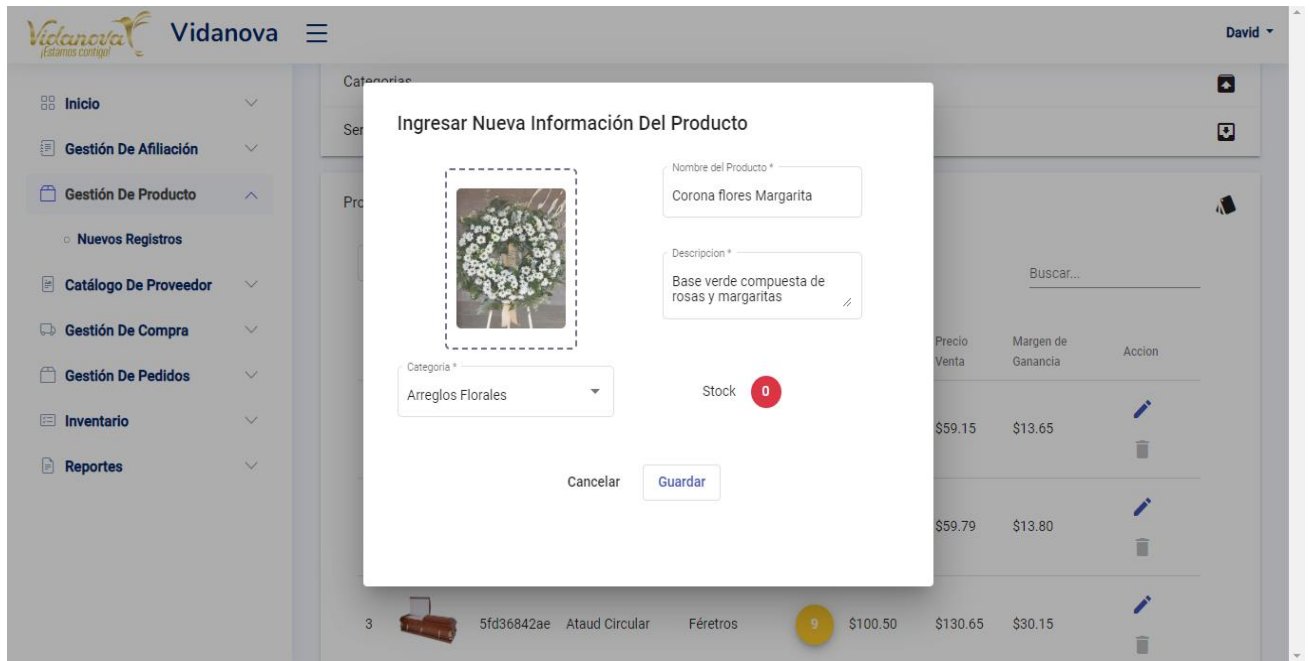 Vidanova
¡Estamos contigo!
Vidanova
David
Inicio
Gestión De Afiliación
Gestión De Producto
Nuevos Registros
Catálogo De Proveedor
Gestión De Compra
Gestión De Pedidos
Inventario
Reportes
Categorias
Ser
Pro
Ingresar Nueva Información Del Producto
Nombre del Producto *
Corona flores Margarita
Descripcion *
Base verde compuesta de
rosas y margaritas
Categoria *
Arreglos Florales
Stock 0
Cancelar Guardar
Buscar...
Precio Venta Margen de Ganancia Accion
$59.15 $13.65
$59.79 $13.80
3 5fd36842ae Ataud Circular Féretros 9 $100.50 $130.65 $30.15